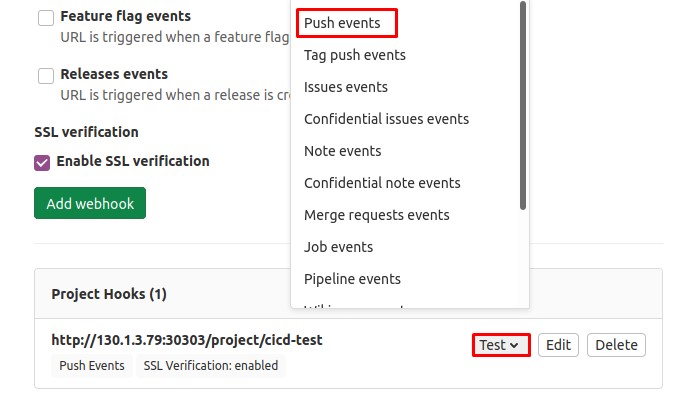 Feature flag events
URL is triggered when a feature flag
Releases events
URL is triggered when a release is cr
SSL verification
Enable SSL verification
Add webhook
Push events
Tag push events
Issues events
Confidential issues events
Note events
Confidential note events
Merge requests events
Job events
Pipeline events
Project Hooks (1)
http://130.1.3.79:30303/project/cicd-test
Test
Edit
Delete
Push Events
SSL Verification: enabled